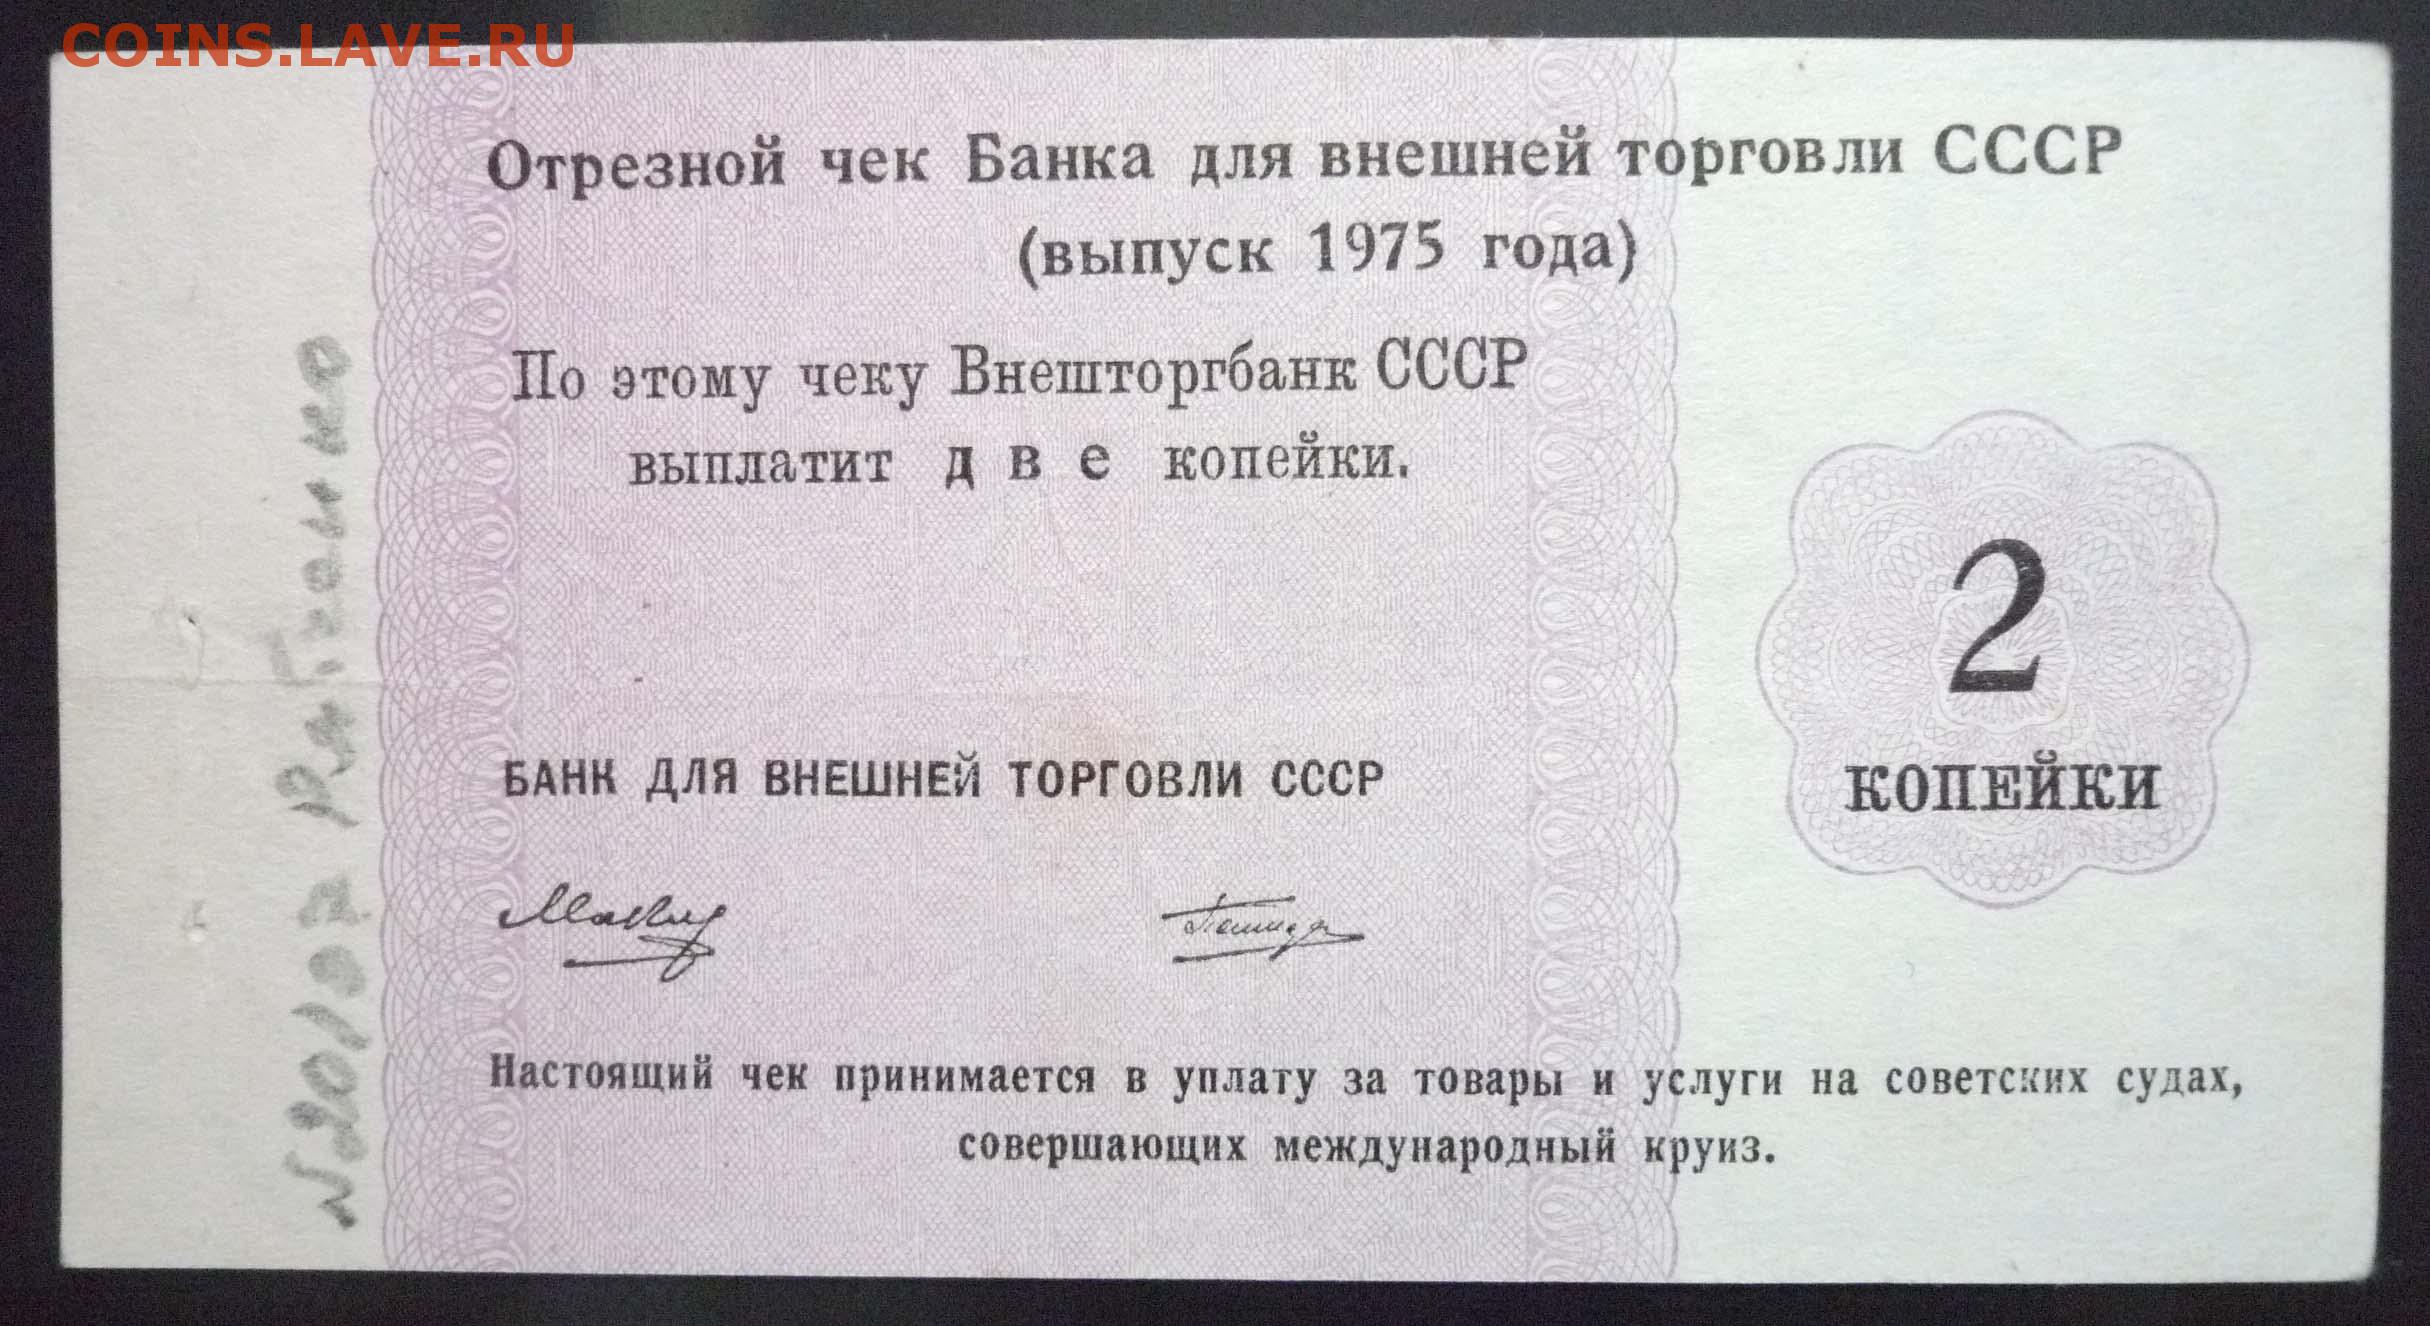 COINS.LAVE.RU
Отрезной чек Банка для внешней торговли СССР
(выпуск 1975 года)
По этому чеку Внешторгбанк СССР
выплатит две копейки.
2
КОПЕЙКИ
БАНК ДЛЯ ВНЕШНЕЙ ТОРГОВЛИ СССР
Настоящий чек принимается в уплату за товары и услуги на советских судах,
совершающих международный круиз.